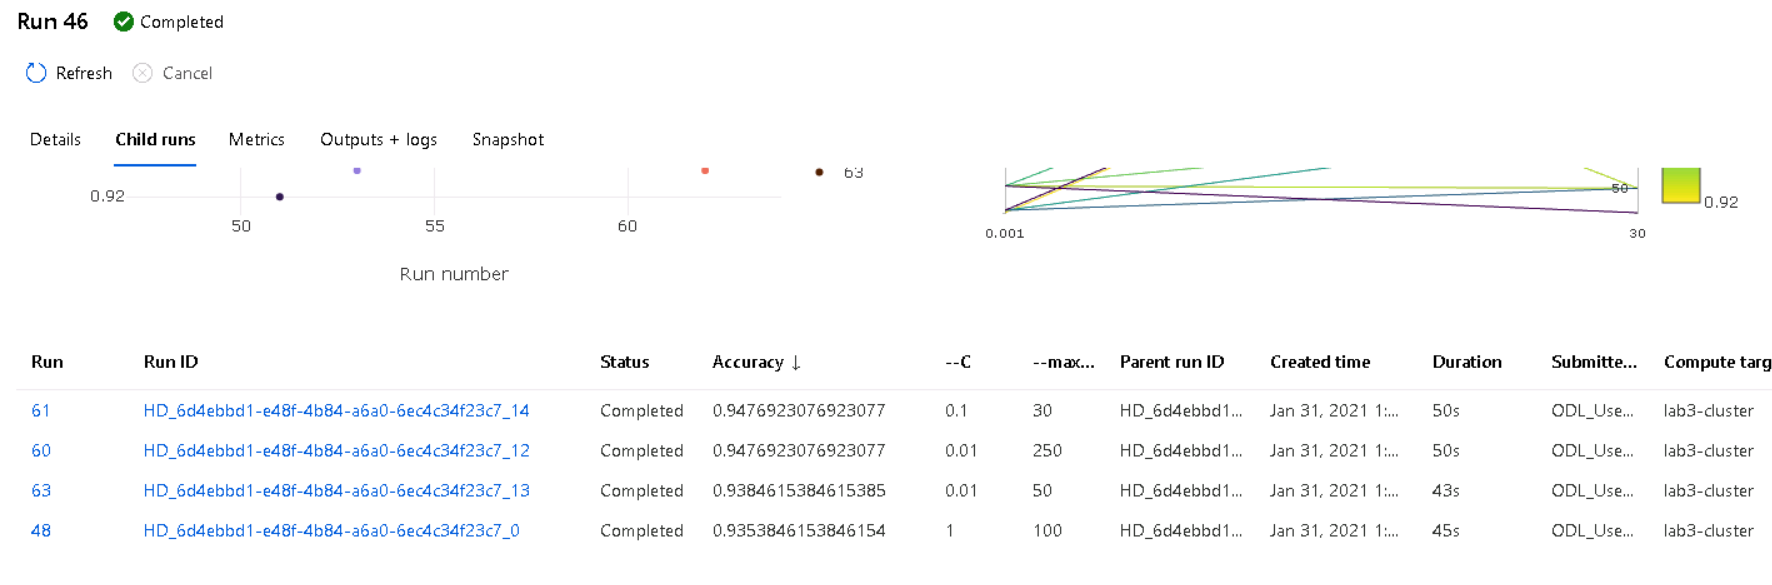 Run 46 Completed
Refresh Cancel
Details Child runs Metrics Outputs + logs Snapshot
63
0.92
50
0.92
50 55 60
0.001 30
Run number
Run Run ID Status Accuracy ↓ --C --max... Parent run ID Created time Duration Submitte... Compute targ
61 HD_6d4ebbd1-e48f-4b84-a6a0-6ec4c34f23c7_14 Completed 0.9476923076923077 0.1 30 HD_6d4ebbd1... Jan 31, 2021 1:... 50s ODL_Use... lab3-cluster
60 HD_6d4ebbd1-e48f-4b84-a6a0-6ec4c34f23c7_12 Completed 0.9476923076923077 0.01 250 HD_6d4ebbd1... Jan 31, 2021 1:... 50s ODL_Use... lab3-cluster
63 HD_6d4ebbd1-e48f-4b84-a6a0-6ec4c34f23c7_13 Completed 0.9384615384615385 0.01 50 HD_6d4ebbd1... Jan 31, 2021 1:... 43s ODL_Use... lab3-cluster
48 HD_6d4ebbd1-e48f-4b84-a6a0-6ec4c34f23c7_0 Completed 0.9353846153846154 1 100 HD_6d4ebbd1... Jan 31, 2021 1:... 45s ODL_Use... lab3-cluster